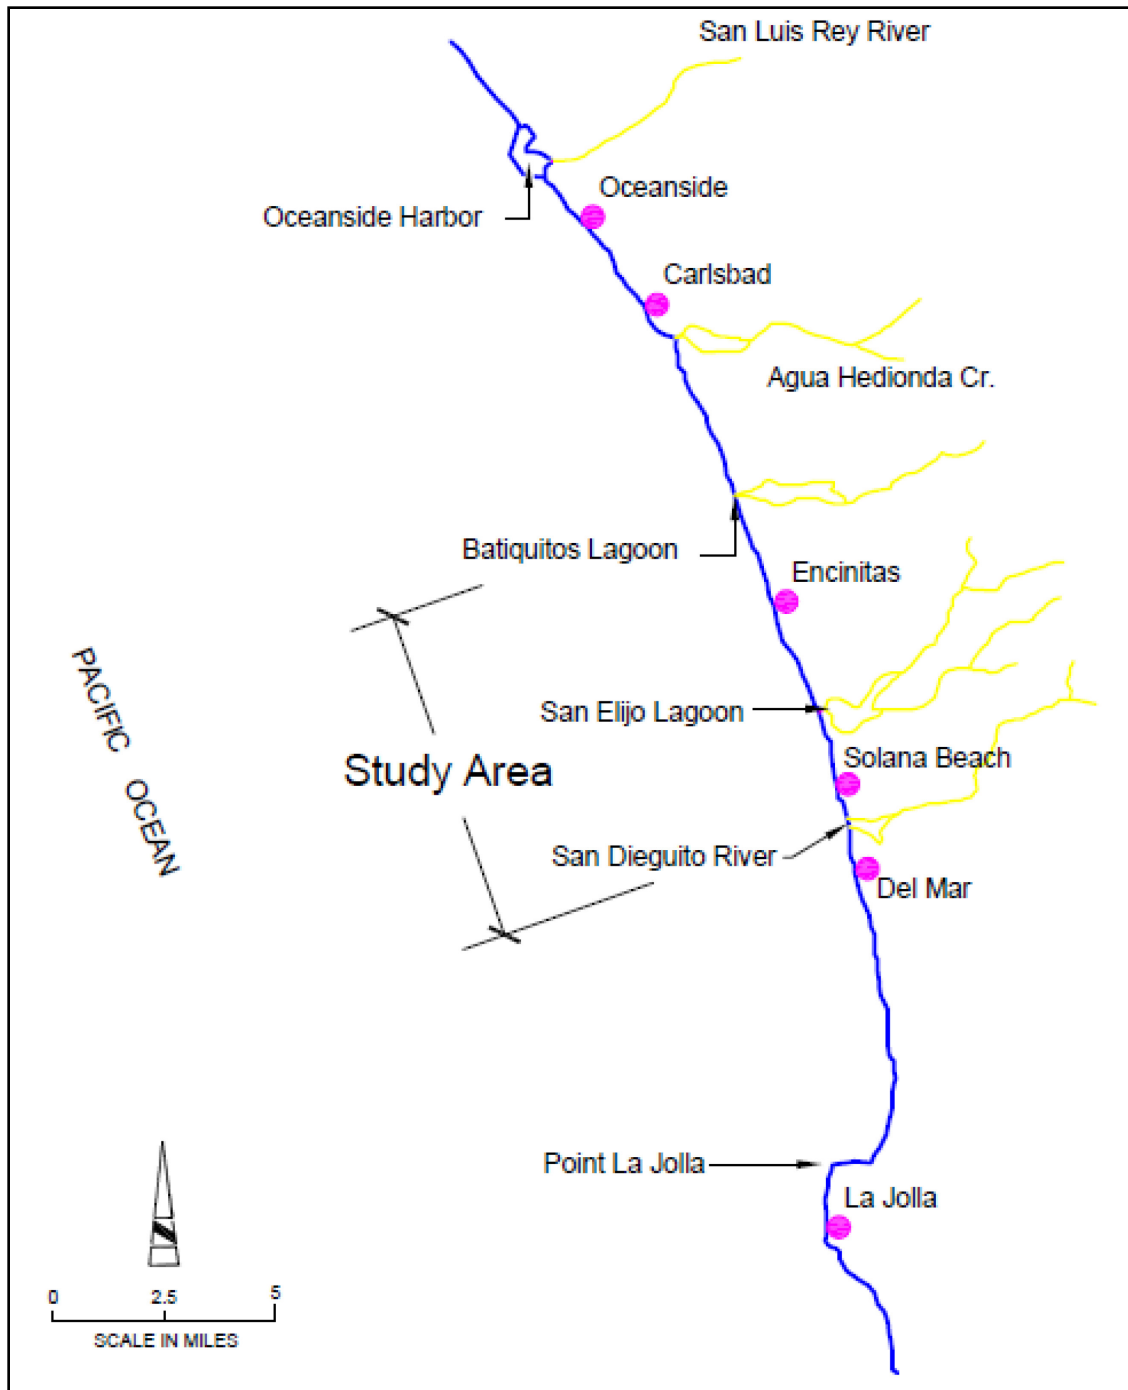 San Luis Rey River
Oceanside
Oceanside Harbor
Carlsbad
Agua Hedionda Cr.
Batiquitos Lagoon
Encinitas
PACIFIC OCEAN
San Elijo Lagoon
Solana Beach
Study Area
San Dieguito River
Del Mar
Point La Jolla
La Jolla
0 2.5 5
SCALE IN MILES